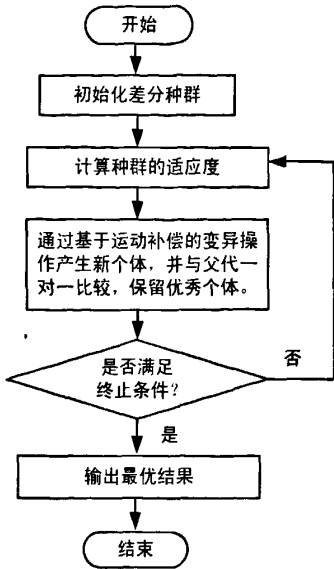 开始
初始化差分种群
计算种群的适应度
通过基于运动补偿的变异操
作产生新个体，并与父代一
对一比较，保留优秀个体。
是否满足
终止条件？
否
是
输出最优结果
结束